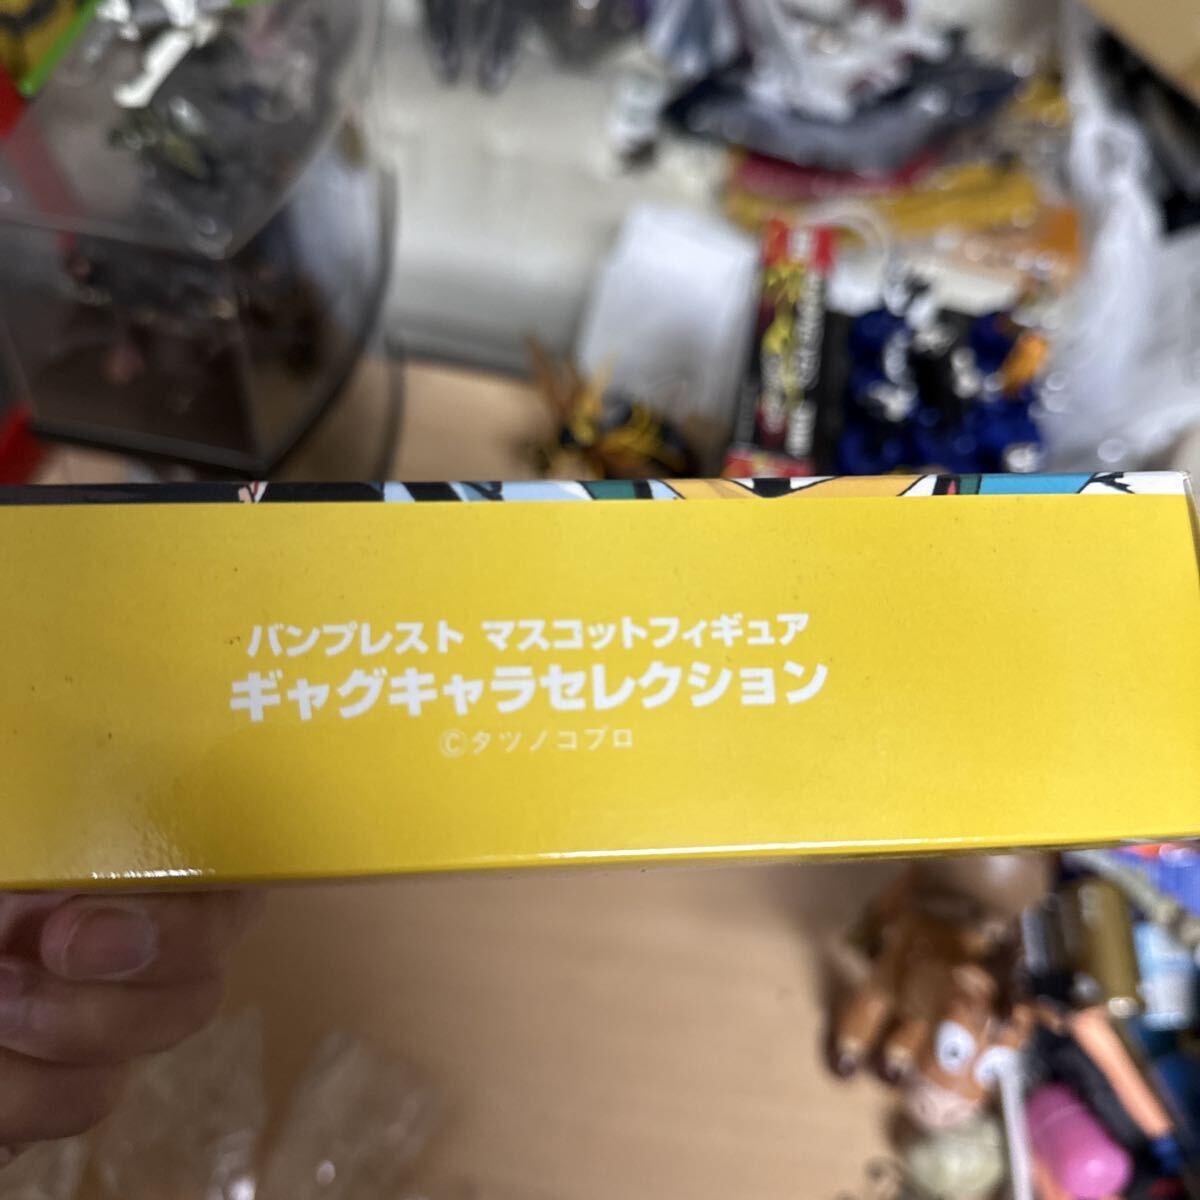 バンプレスト マスコットフィギュア
ギャグキャラセレクション
©タツノコプロ